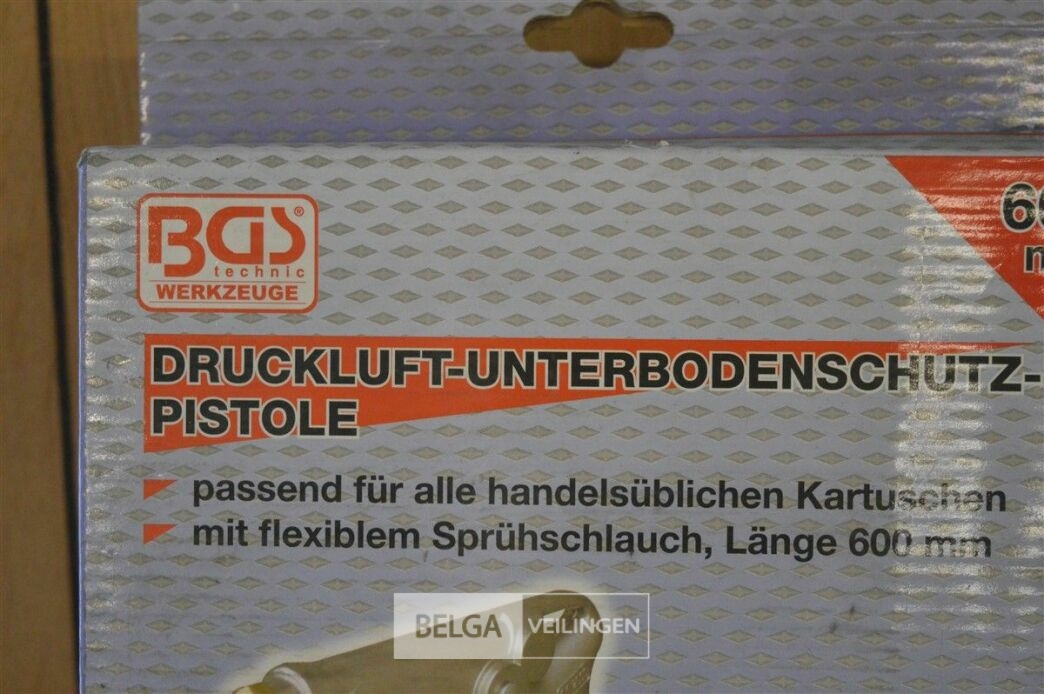 BGS®
technic
WERKZEUGE
DRUCKLUFT-UNTERBODENSCHUTZ-
PISTOLE
passend für alle handelsüblichen Kartuschen
mit flexiblem Sprühschlauch, Länge 600 mm
BELGA VEILINGEN